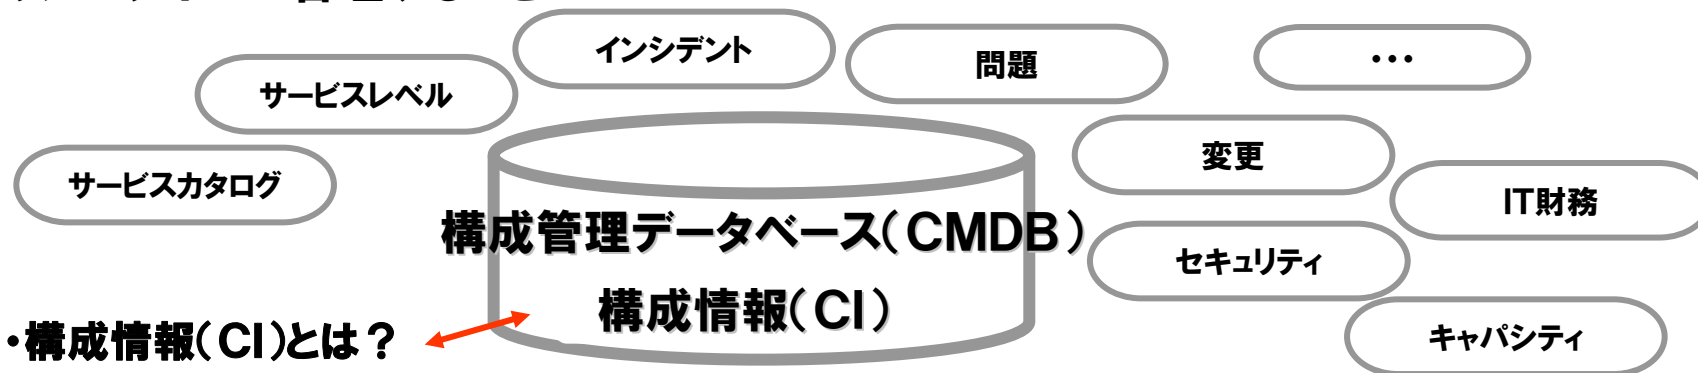 インシデント
問題
・・・
サービスレベル
変更
サービスカタログ
IT財務
構成管理データベース(CMDB)
セキュリティ
構成情報(CI)
・構成情報(CI)とは?
キャパシティ